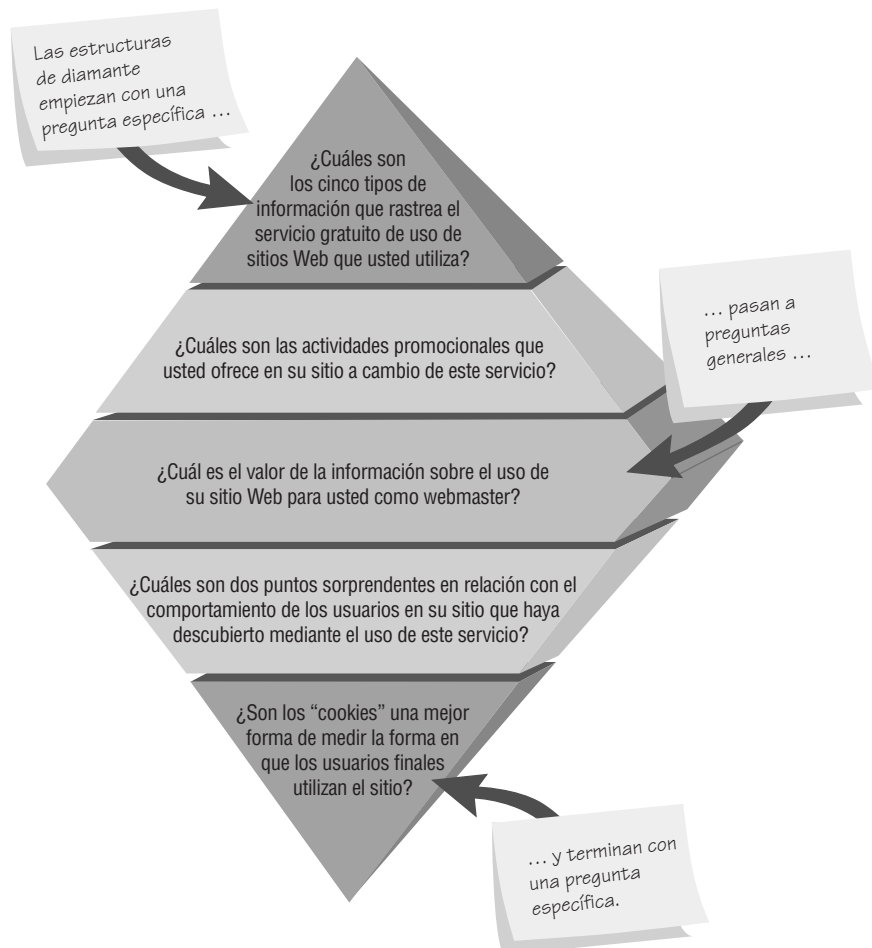 Las estructuras
de diamante
empiezan con una
pregunta específica …
¿Cuáles son
los cinco tipos de
información que rastrea el
servicio gratuito de uso de
sitios Web que usted utiliza?
… pasan a
preguntas
generales …
¿Cuáles son las actividades promocionales que
usted ofrece en su sitio a cambio de este servicio?
¿Cuál es el valor de la información sobre el uso de
su sitio Web para usted como webmaster?
¿Cuáles son dos puntos sorprendentes en relación con el
comportamiento de los usuarios en su sitio que haya
descubierto mediante el uso de este servicio?
¿Son los “cookies” una mejor
forma de medir la forma en
que los usuarios finales
utilizan el sitio?
… y terminan con
una pregunta
específica.